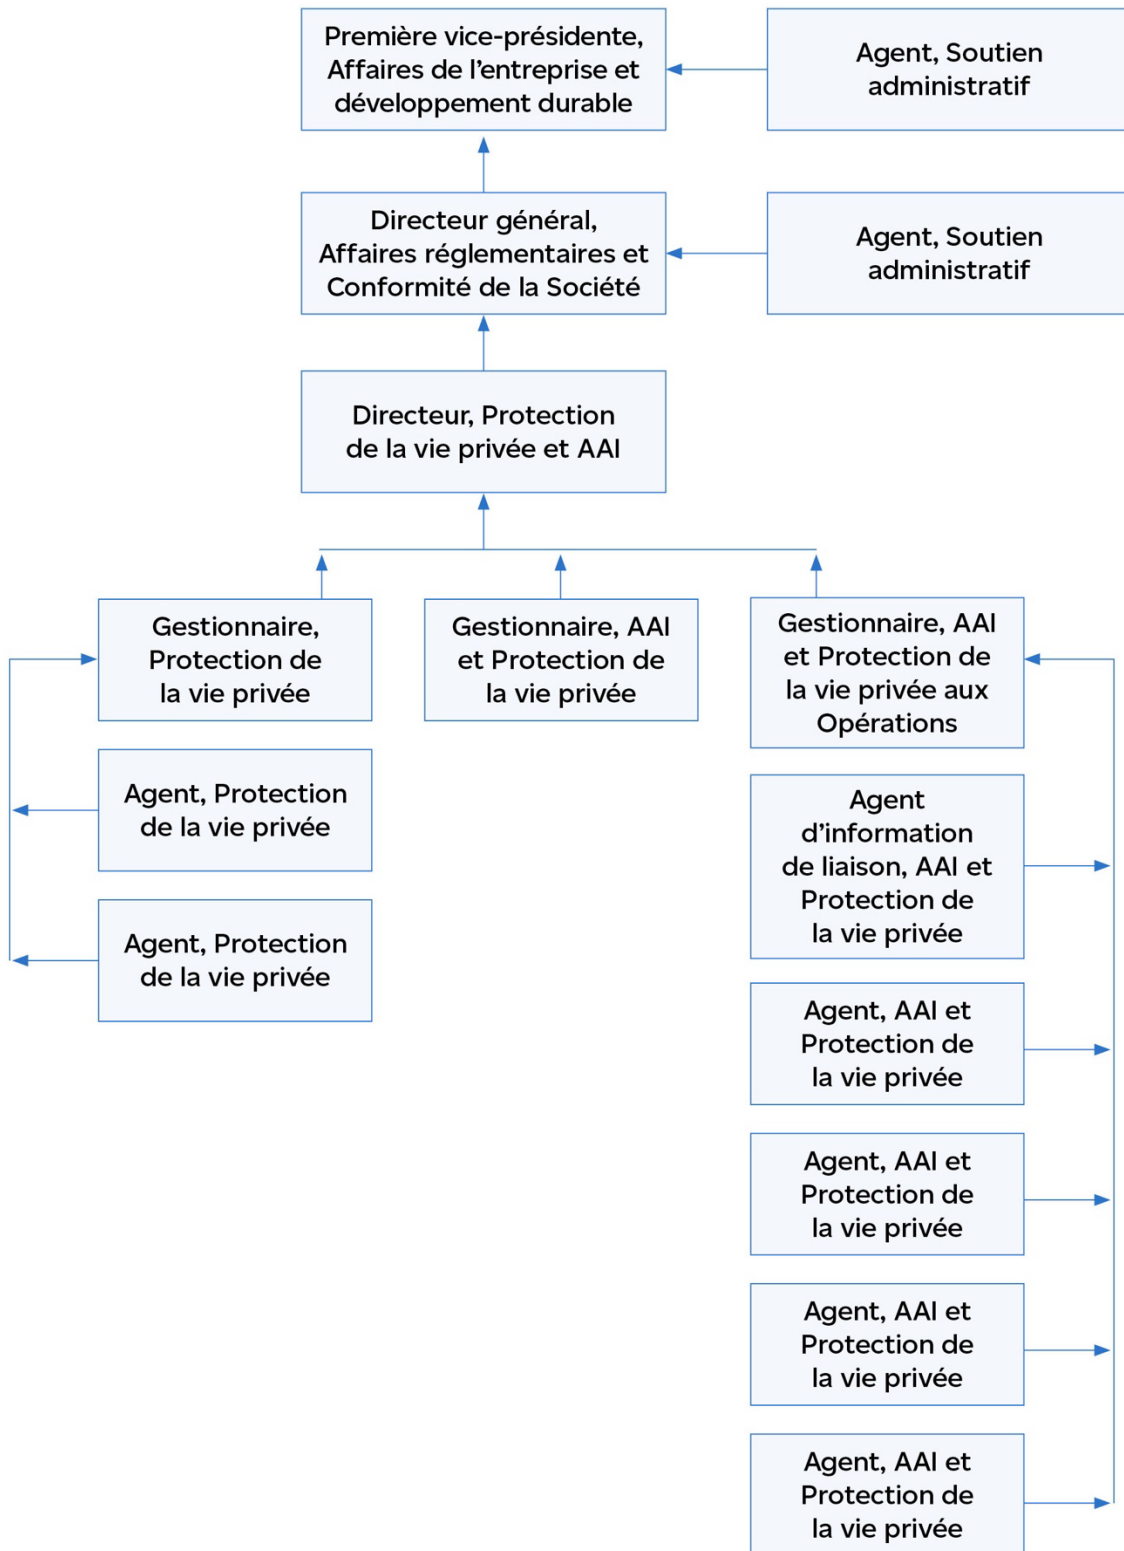 Première vice-présidente,
Affaires de l’entreprise et
développement durable
Agent, Soutien
administratif
Directeur général,
Affaires réglementaires et
Conformité de la Société
Agent, Soutien
administratif
Directeur, Protection
de la vie privée et AAI
Gestionnaire,
Protection de
la vie privée
Gestionnaire, AAI
et Protection de
la vie privée
Gestionnaire, AAI
et Protection de
la vie privée aux
Opérations
Agent, Protection
de la vie privée
Agent, Protection
de la vie privée
Agent
d’information
de liaison, AAI et
Protection de
la vie privée
Agent, AAI et
Protection de
la vie privée
Agent, AAI et
Protection de
la vie privée
Agent, AAI et
Protection de
la vie privée
Agent, AAI et
Protection de
la vie privée